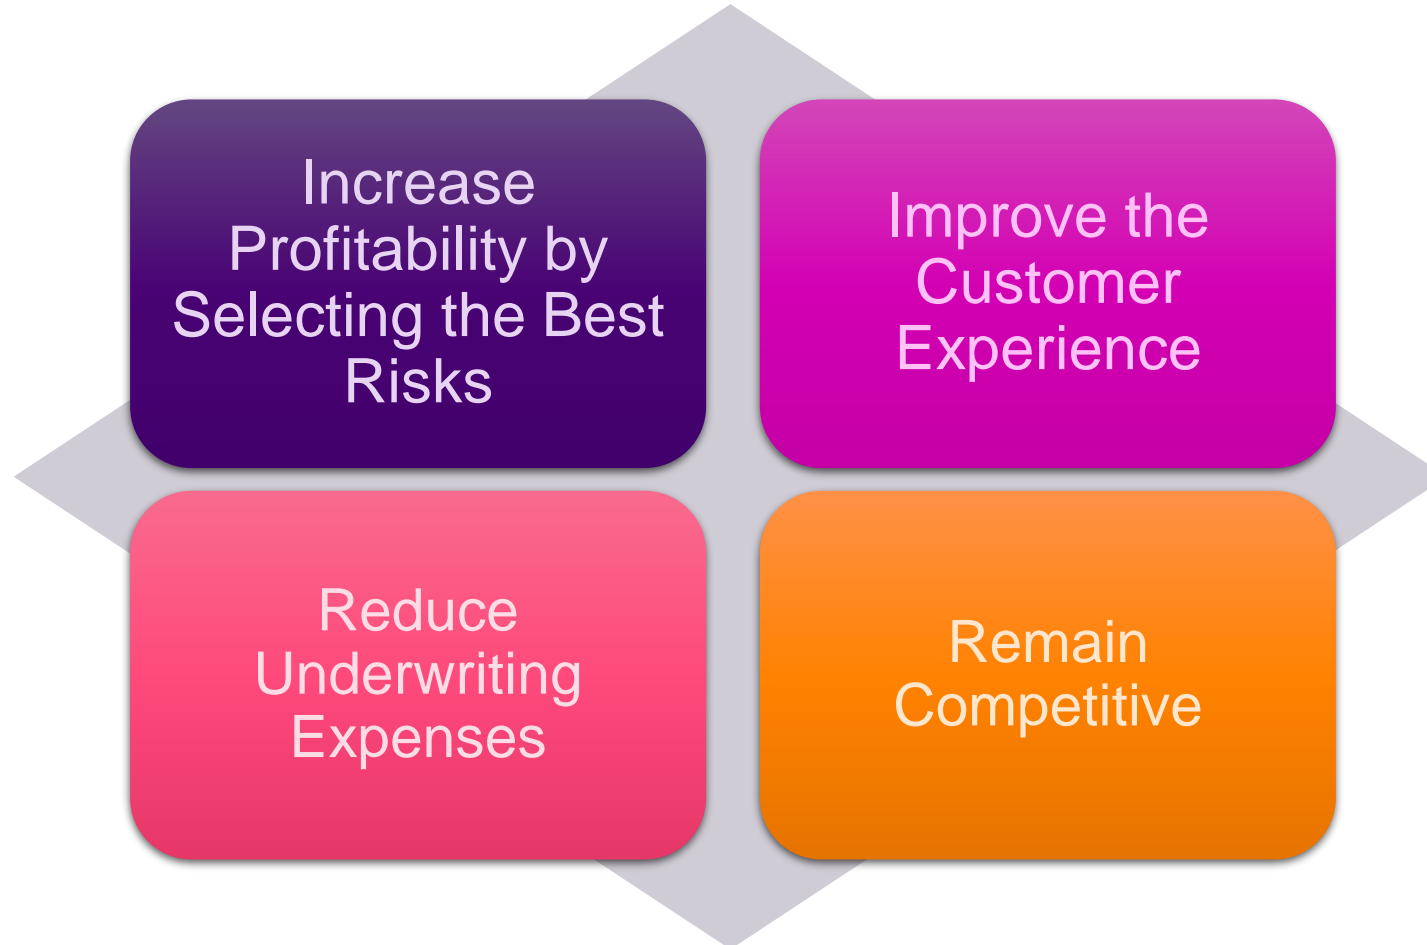 Increase
Profitability by
Selecting the Best
Risks
Improve the
Customer
Experience
Reduce
Underwriting
Expenses
Remain
Competitive